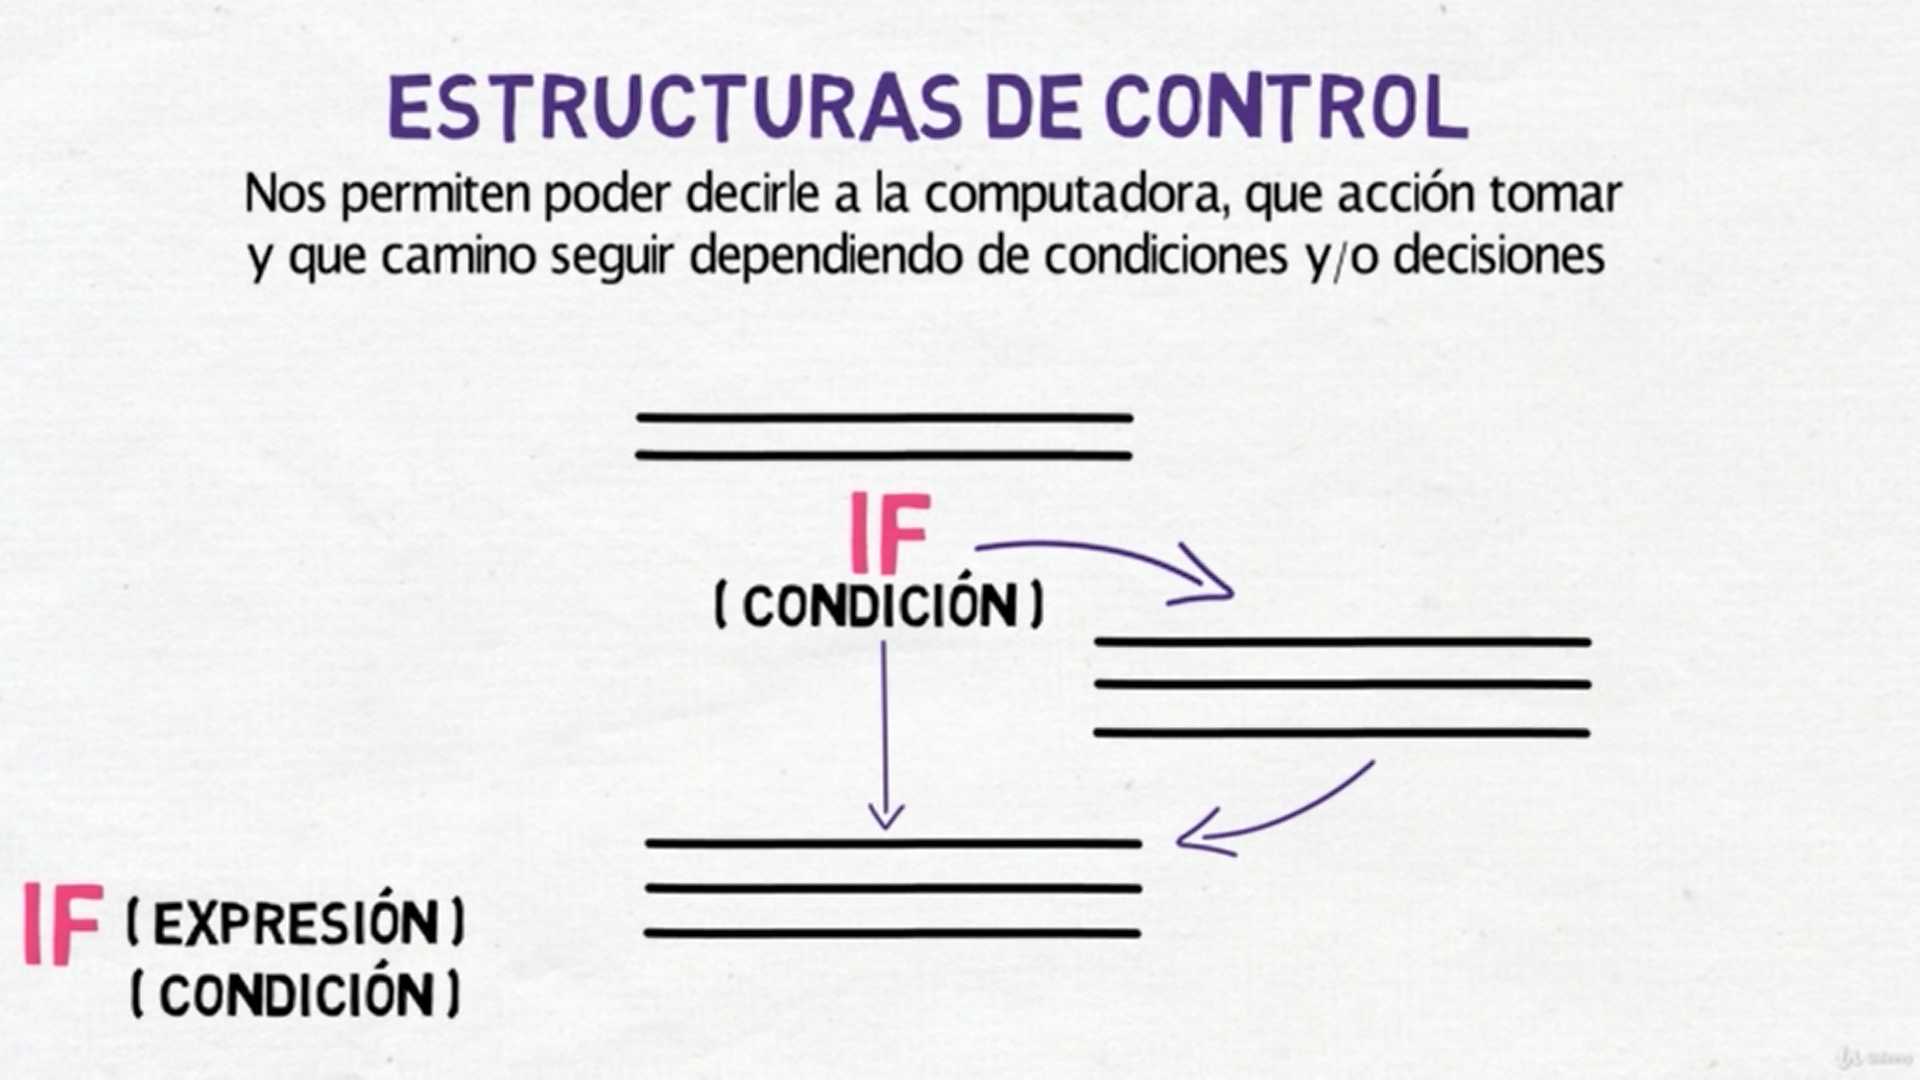 ESTRUCTURAS DE CONTROL
Nos permiten poder decirle a la computadora, que acción tomar
y que camino seguir dependiendo de condiciones y/o decisiones
IF
( CONDICIÓN )
IF ( EXPRESIÓN )
( CONDICIÓN )